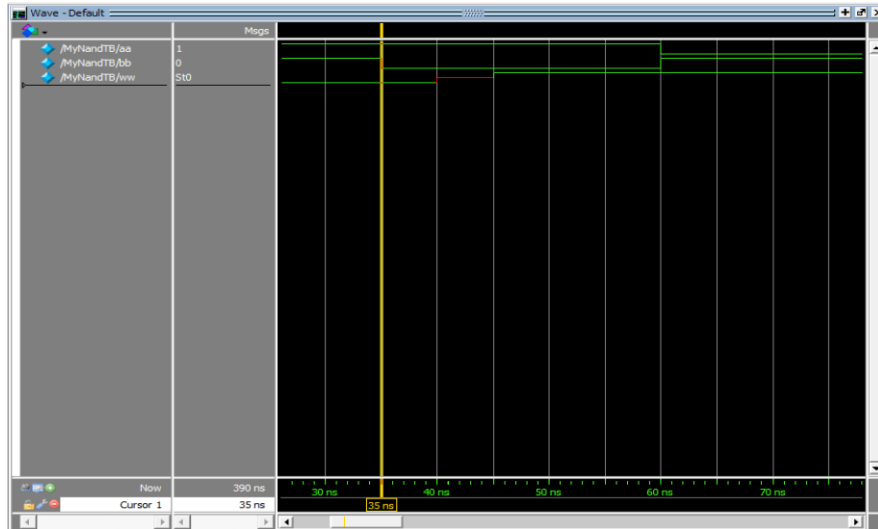 Wave - Default
Msgs
/MyNandTB/aa 1
/MyNandTB/bb 0
/MyNandTB/ww St0
Now 390 ns
30 ns 40 ns 50 ns 60 ns 70 ns
Cursor 1 35 ns 35 ns